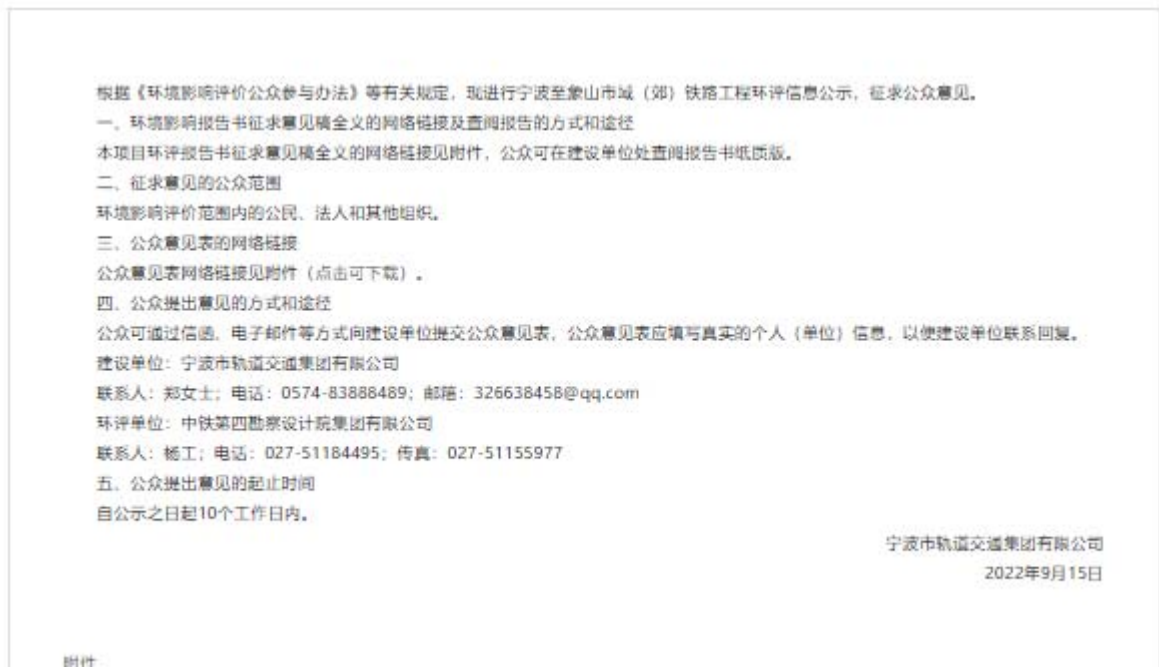 根据《环境影响评价公众参与办法》等有关规定，现进行宁波至象山市域（郊）铁路工程环评信息公示，征求公众意见。
一、环境影响报告书征求意见稿全文的网络链接及查阅报告的方式和途径
本项目环评报告书征求意见稿全文的网络链接见附件，公众可在建设单位处查阅报告书纸质版。
二、征求意见的公众范围
环境影响评价范围内的公民、法人和其他组织。
三、公众意见表的网络链接
公众意见表网络链接见附件（点击可下载）。
四、公众提出意见的方式和途径
公众可通过信函、电子邮件等方式向建设单位提交公众意见表，公众意见表应填写真实的个人（单位）信息，以便建设单位联系回复。
建设单位：宁波市轨道交通集团有限公司
联系人：郑女士；电话：0574-83888489；邮箱：326638458@qq.com
环评单位：中铁第四勘察设计院集团有限公司
联系人：杨工；电话：027-51184495；传真：027-51155977
五、公众提出意见的起止时间
自公示之日起10个工作日内。
宁波市轨道交通集团有限公司
2022年9月15日
附件